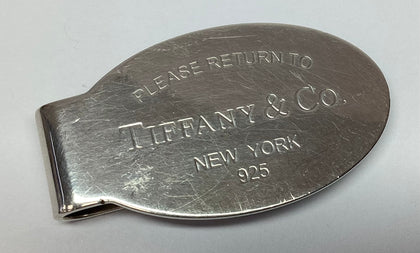 PLEASE RETURN TO
TIFFANY & CO.
NEW YORK
925